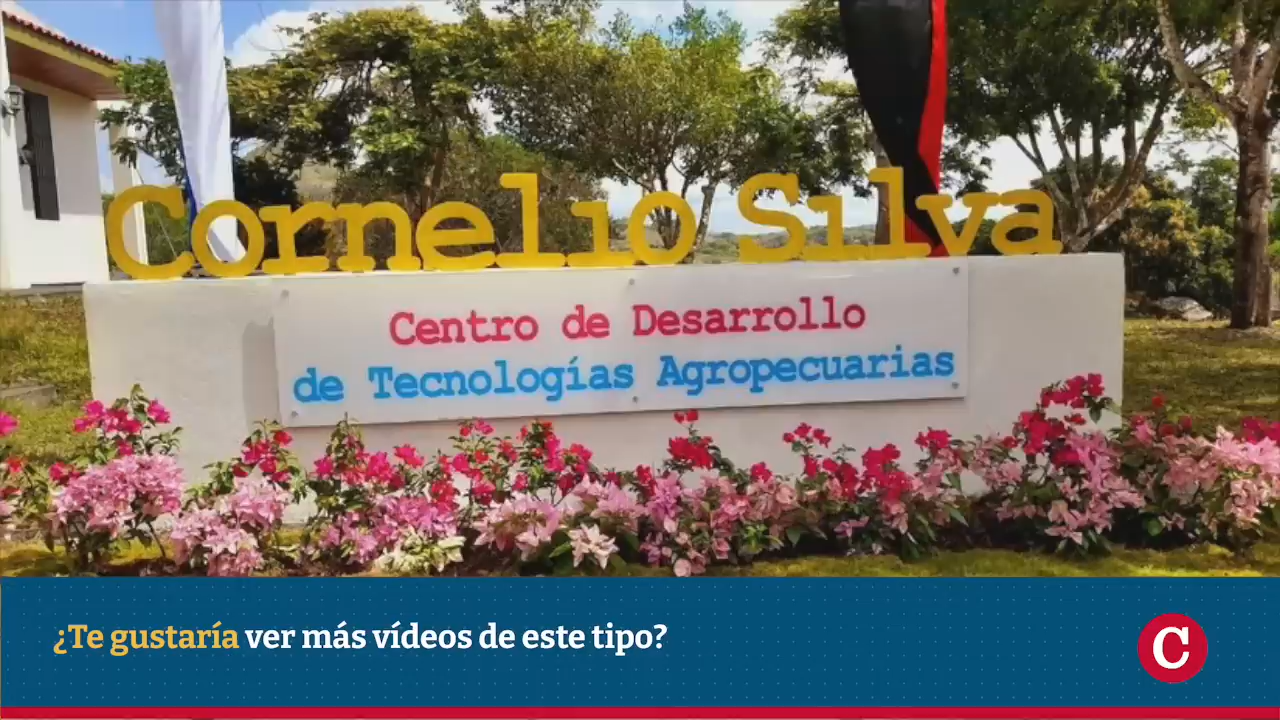 Cornelio Silva
Centro de Desarrollo
de Tecnologías Agropecuarias
¿Te gustaría ver más vídeos de este tipo?
C